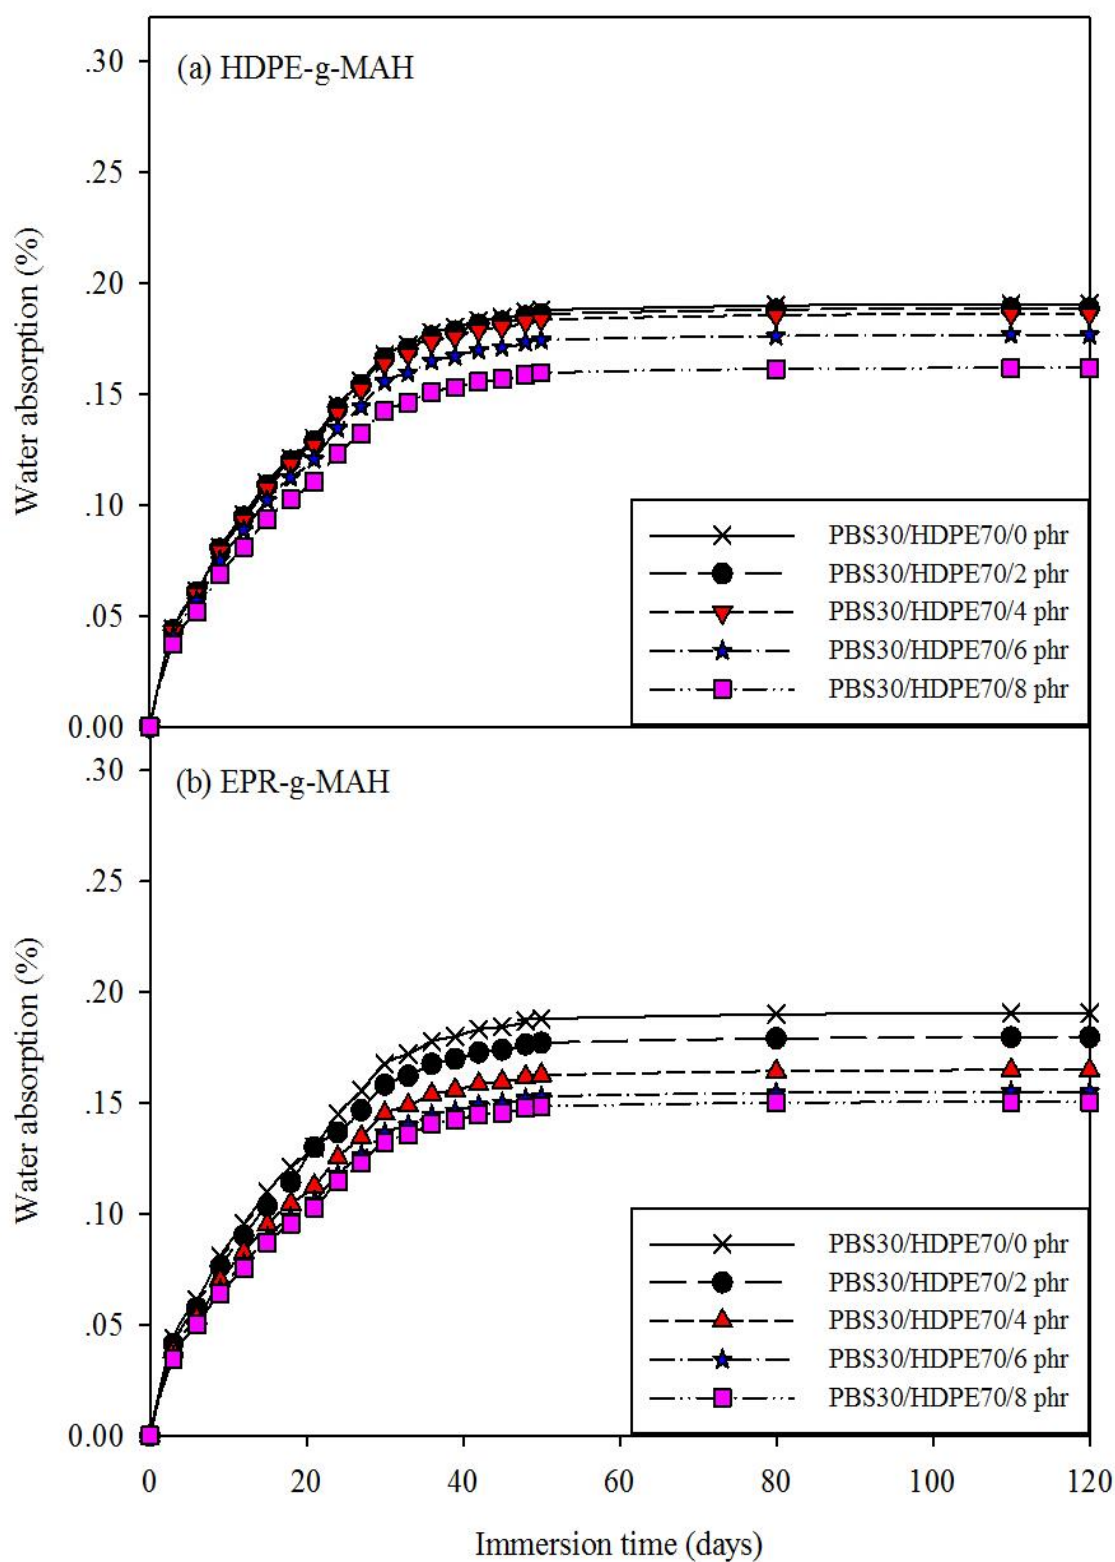 (a) HDPE-g-MAH
.30
.25
.20
.15
.10
.05
0.00
Water absorption (%)
PBS30/HDPE70/0 phr
PBS30/HDPE70/2 phr
PBS30/HDPE70/4 phr
PBS30/HDPE70/6 phr
PBS30/HDPE70/8 phr
(b) EPR-g-MAH
.30
.25
.20
.15
.10
.05
0.00
Water absorption (%)
PBS30/HDPE70/0 phr
PBS30/HDPE70/2 phr
PBS30/HDPE70/4 phr
PBS30/HDPE70/6 phr
PBS30/HDPE70/8 phr
0 20 40 60 80 100 120
Immersion time (days)